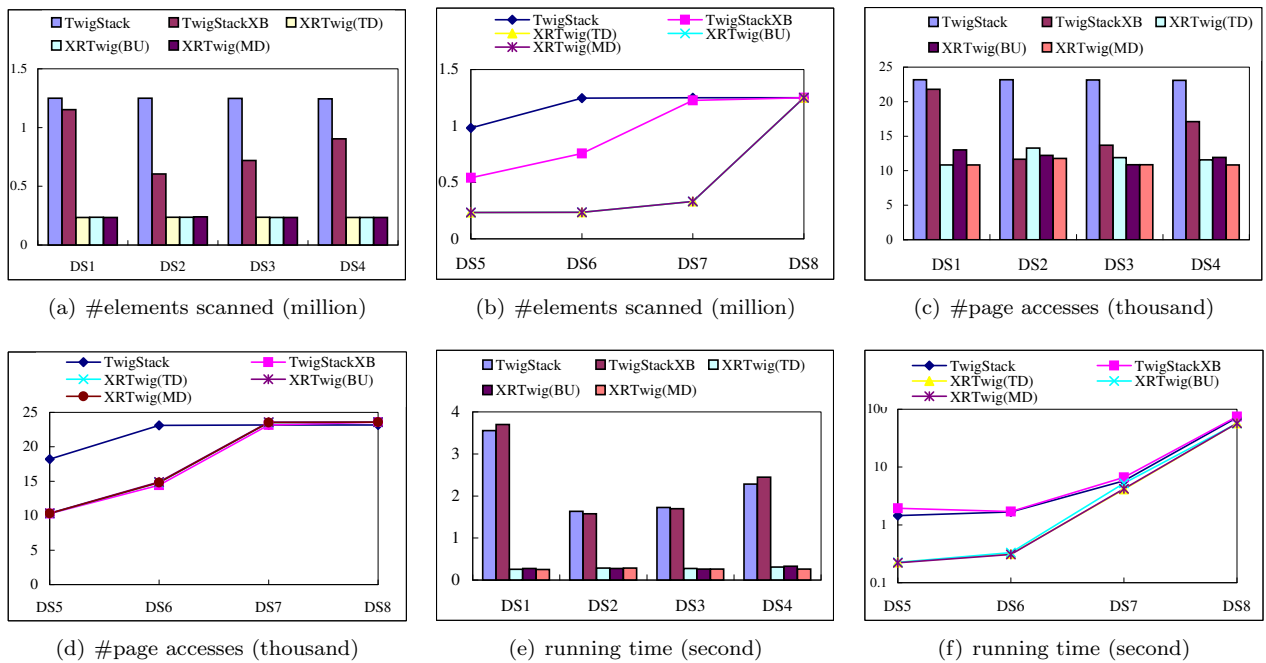 TwigStack TwigStackXB XRTwig(TD)
XRTwig(BU) XRTwig(MD)
1.5
1
0.5
0
DS1 DS2 DS3 DS4
(a) #elements scanned (million)
TwigStack TwigStackXB
XRTwig(TD) XRTwig(BU)
XRTwig(MD)
1.5
1
0.5
0
DS5 DS6 DS7 DS8
(b) #elements scanned (million)
TwigStack TwigStackXB XRTwig(TD)
XRTwig(BU) XRTwig(MD)
25
20
15
10
5
0
DS1 DS2 DS3 DS4
(c) #page accesses (thousand)
TwigStack TwigStackXB
XRTwig(TD) XRTwig(BU)
XRTwig(MD)
25
20
15
10
5
0
DS5 DS6 DS7 DS8
(d) #page accesses (thousand)
TwigStack TwigStackXB XRTwig(TD)
XRTwig(BU) XRTwig(MD)
4
3
2
1
0
DS1 DS2 DS3 DS4
(e) running time (second)
TwigStack TwigStackXB
XRTwig(TD) XRTwig(BU)
XRTwig(MD)
100
10
1
0.1
DS5 DS6 DS7 DS8
(f) running time (second)